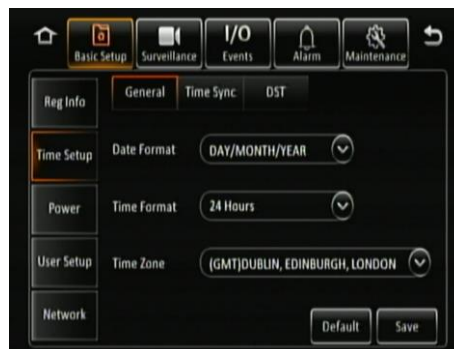 I/O
Basic Setup Surveillance Events Alarm Maintenance
General Time Sync DST
Reg Info
Time Setup Date Format DAY/MONTH/YEAR
Power Time Format 24 Hours
User Setup Time Zone (GMT)DUBLIN, EDINBURGH, LONDON
Network
Default Save